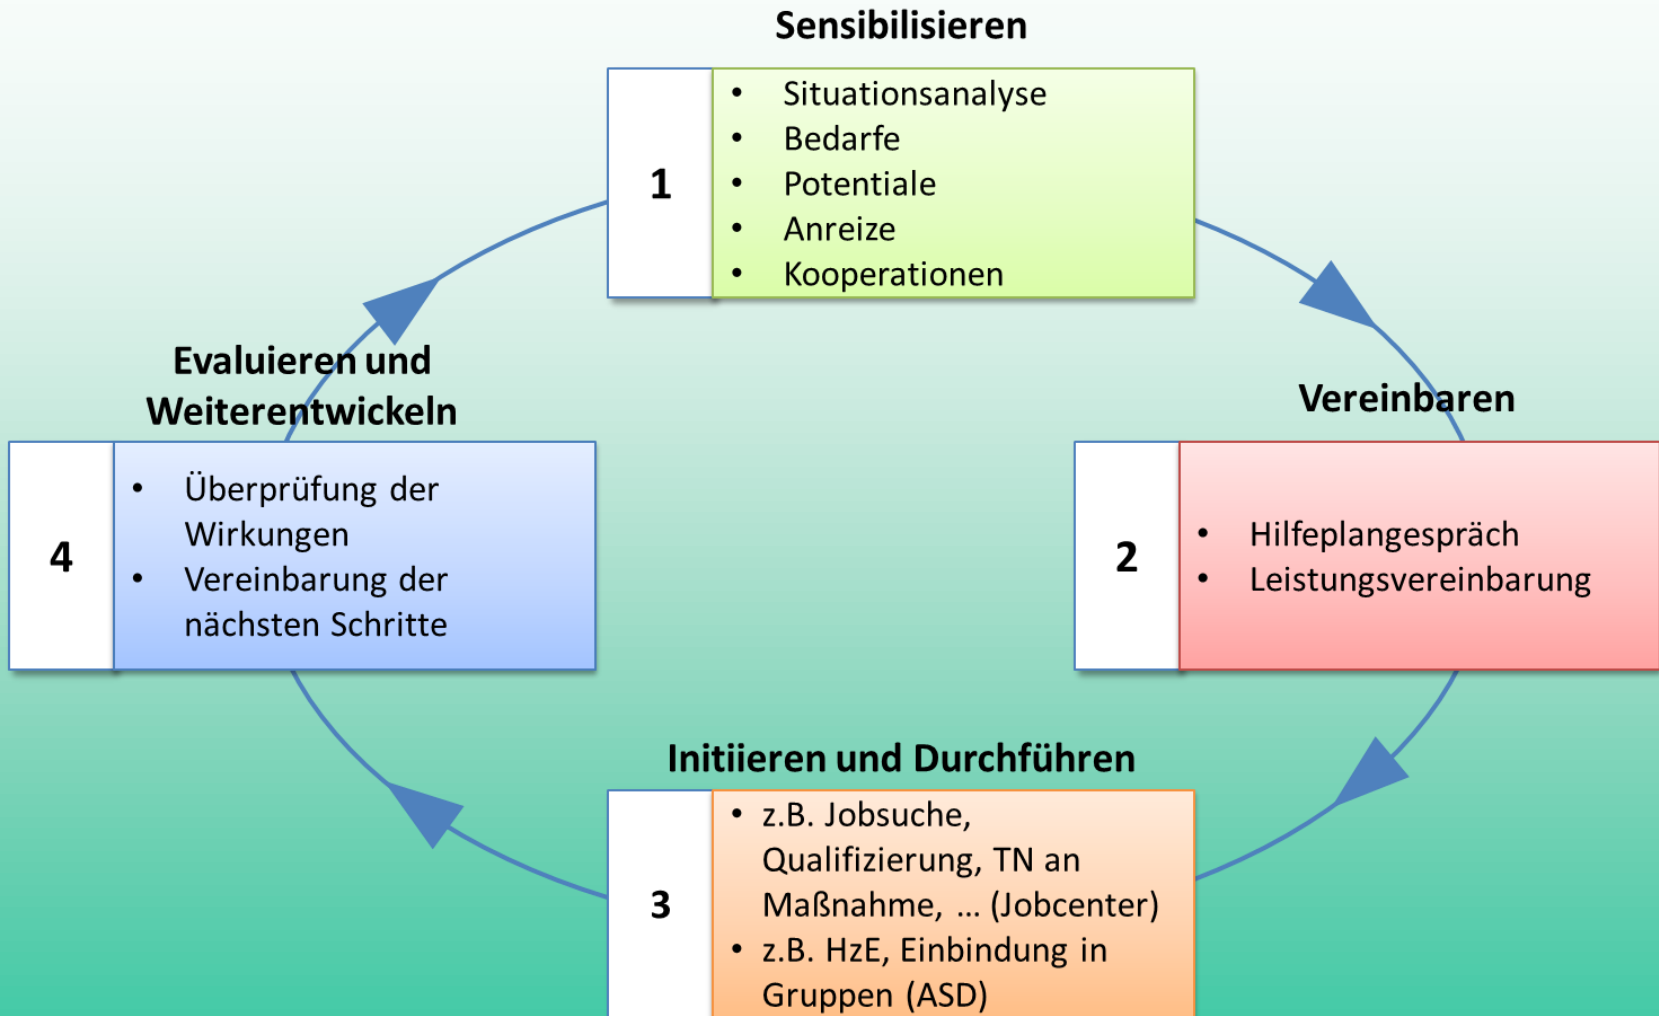 Sensibilisieren
1
• Situationsanalyse
• Bedarfe
• Potentiale
• Anreize
• Kooperationen
Vereinbaren
2
• Hilfeplangespräch
• Leistungsvereinbarung
Initiieren und Durchführen
3
• z.B. Jobsuche,
Qualifizierung, TN an
Maßnahme, ... (Jobcenter)
• z.B. HzE, Einbindung in
Gruppen (ASD)
Evaluieren und
Weiterentwickeln
4
• Überprüfung der
Wirkungen
• Vereinbarung der
nächsten Schritte